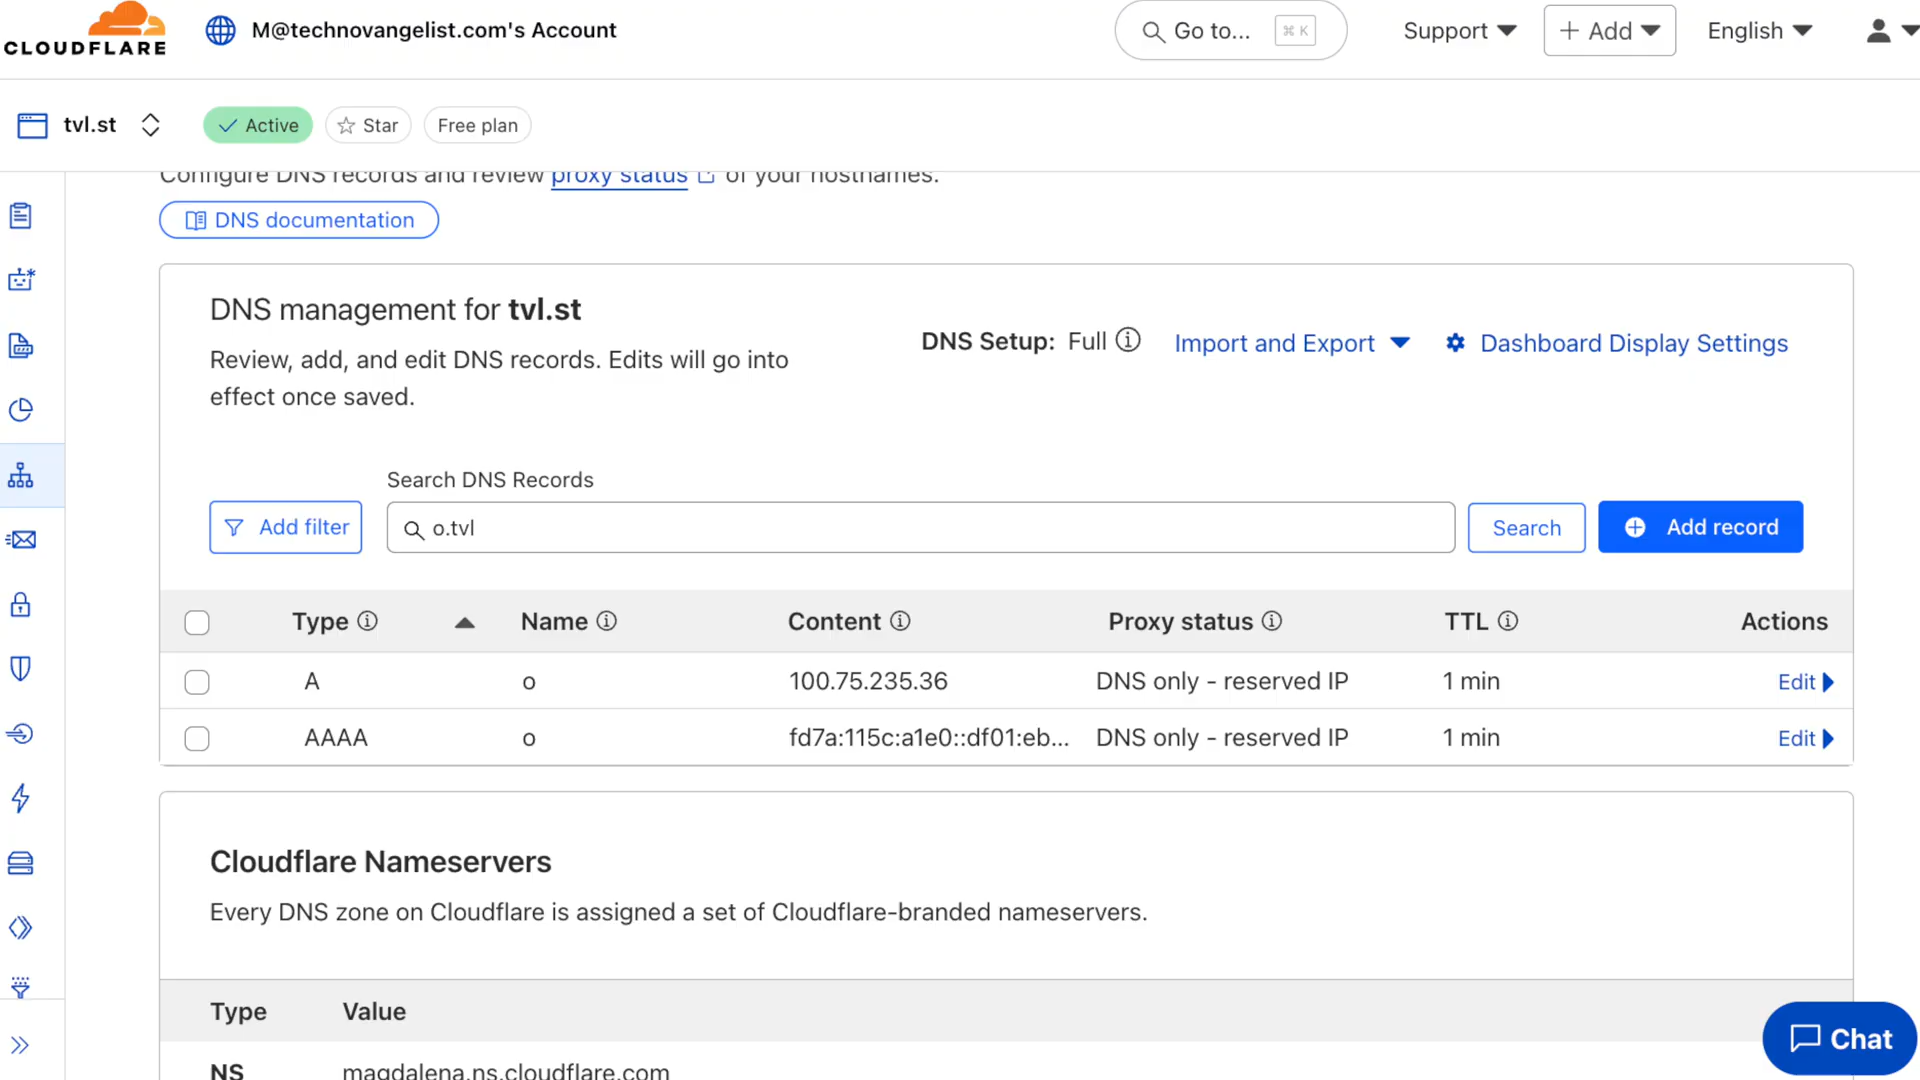 CLOUDFLARE
M@technovangelist.com's Account
Go to...
⌘ K
Support
+ Add
English
tvl.st
Active
Star
Free plan
Configure DNS records and review proxy status of your hostnames.
DNS documentation
DNS management for tvl.st
Review, add, and edit DNS records. Edits will go into
effect once saved.
DNS Setup: Full
Import and Export
Dashboard Display Settings
Search DNS Records
Add filter
o.tvl
Search
Add record
Type Name Content Proxy status TTL Actions
A o 100.75.235.36 DNS only - reserved IP 1 min Edit
AAAA o fd7a:115c:a1e0::df01:eb... DNS only - reserved IP 1 min Edit
Cloudflare Nameservers
Every DNS zone on Cloudflare is assigned a set of Cloudflare-branded nameservers.
Type Value
NS magdalena.ns.cloudflare.com
Chat